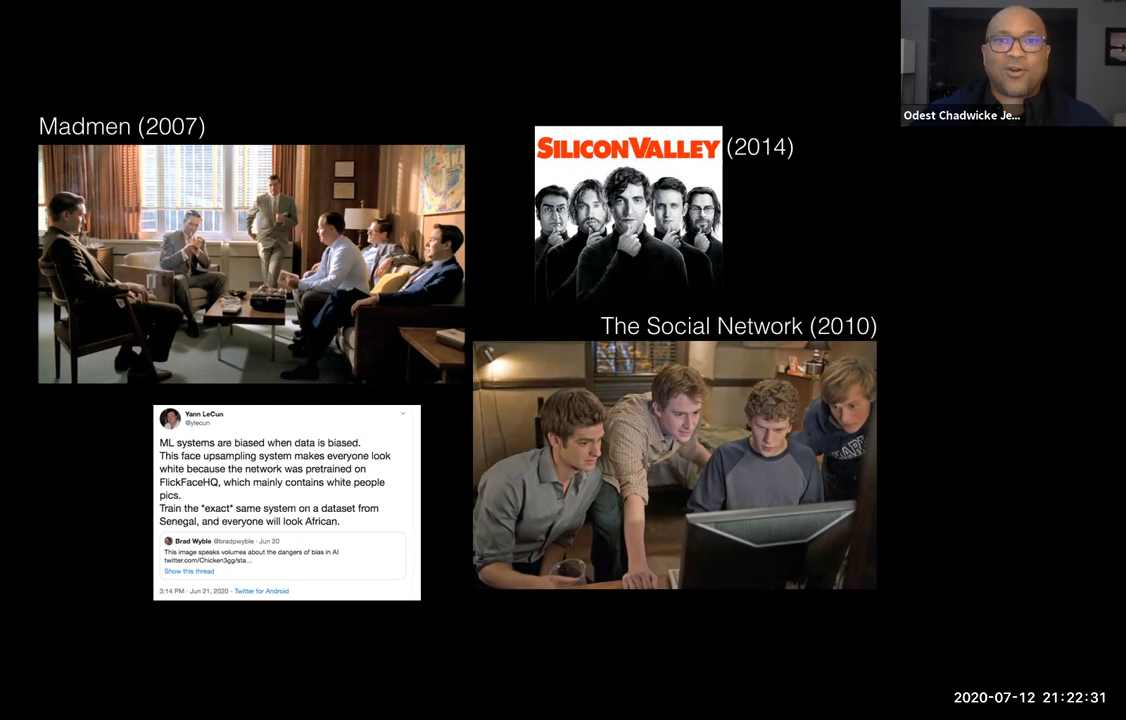 Odest Chadwicke Je...
Madmen (2007)
SILICONVALLEY (2014)
The Social Network (2010)
HARV
Yann LeCun
@ylecun
ML systems are biased when data is biased.
This face upsampling system makes everyone look
white because the network was pretrained on
FlickFaceHQ, which mainly contains white people
pics.
Train the *exact* same system on a dataset from
Senegal, and everyone will look African.
Brad Wyble @bradpwyble · Jun 20
This image speaks volumes about the dangers of bias in AI
twitter.com/Chicken3gg/sta...
Show this thread
3:14 PM · Jun 21, 2020 · Twitter for Android
2020-07-12 21:22:31